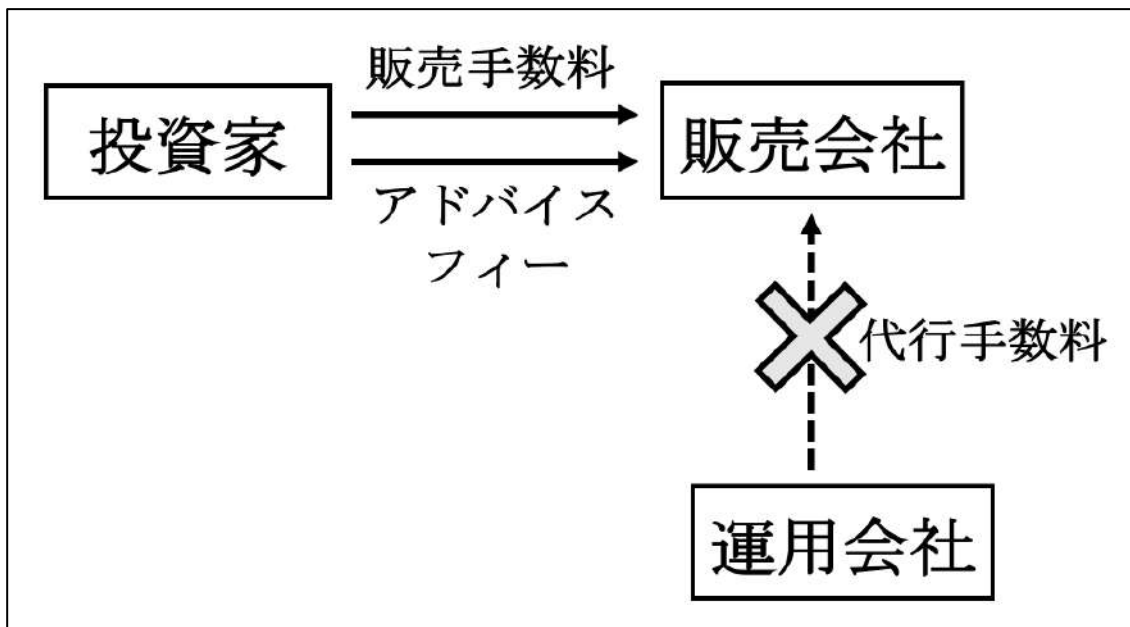 販売手数料
投資家
販売会社
アドバイス
フィー
代行手数料
運用会社